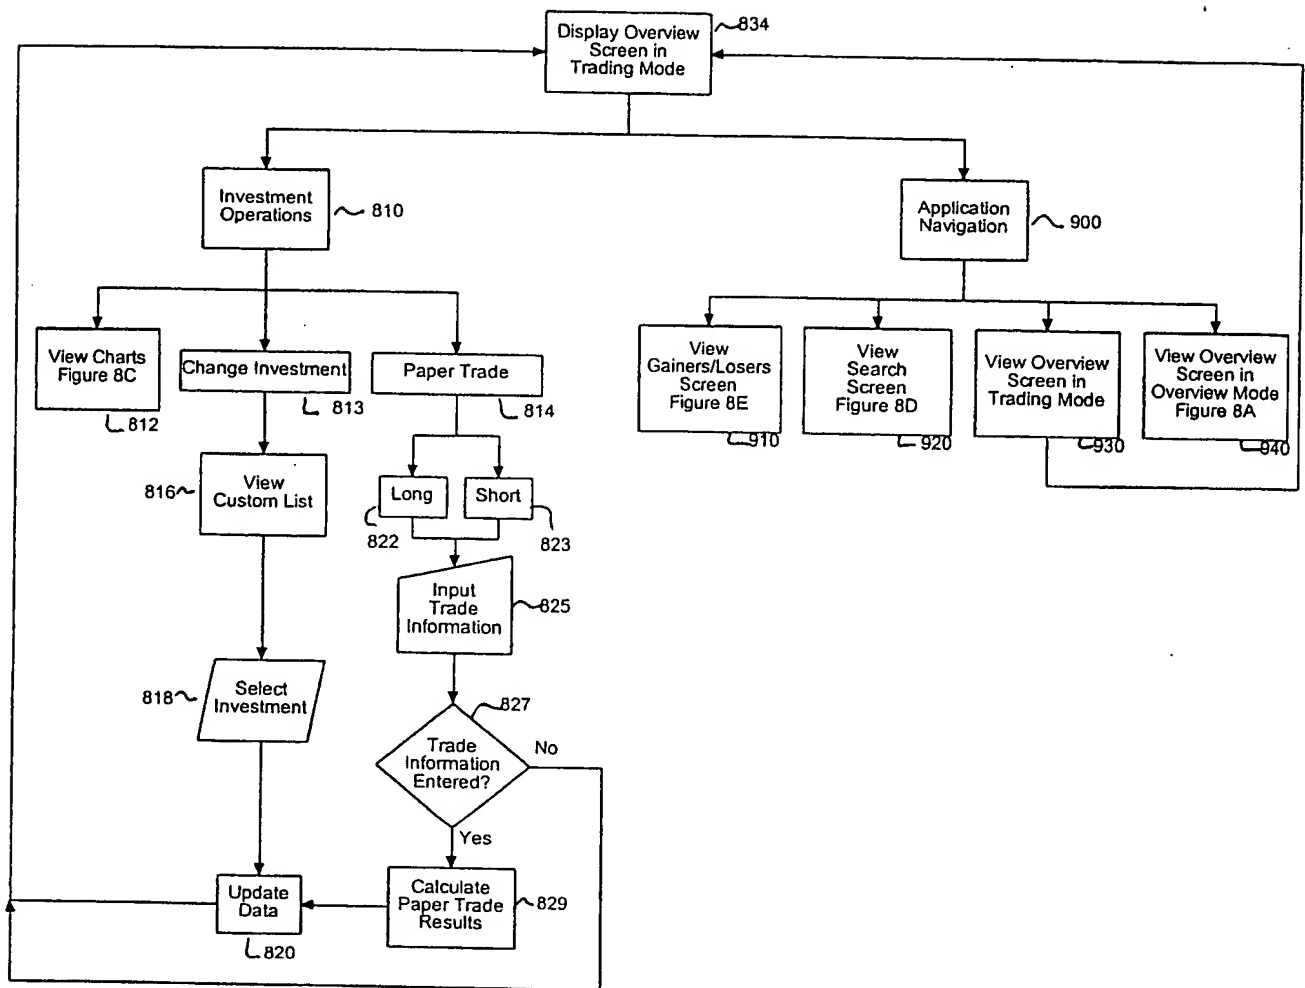 Display Overview
Screen in
Trading Mode
834
Investment
Operations
810
Application
Navigation
900
View Charts
Figure 8C
812
Change Investment
813
Paper Trade
814
View
Gainers/Losers
Screen
Figure 8E
910
View
Search
Screen
Figure 8D
920
View Overview
Screen in
Trading Mode
930
View Overview
Screen in
Overview Mode
Figure 8A
940
816
View
Custom List
Long
822
Short
823
Input
Trade
Information
825
818
Select
Investment
827
Trade
Information
Entered?
No
Yes
Update
Data
820
Calculate
Paper Trade
Results
829